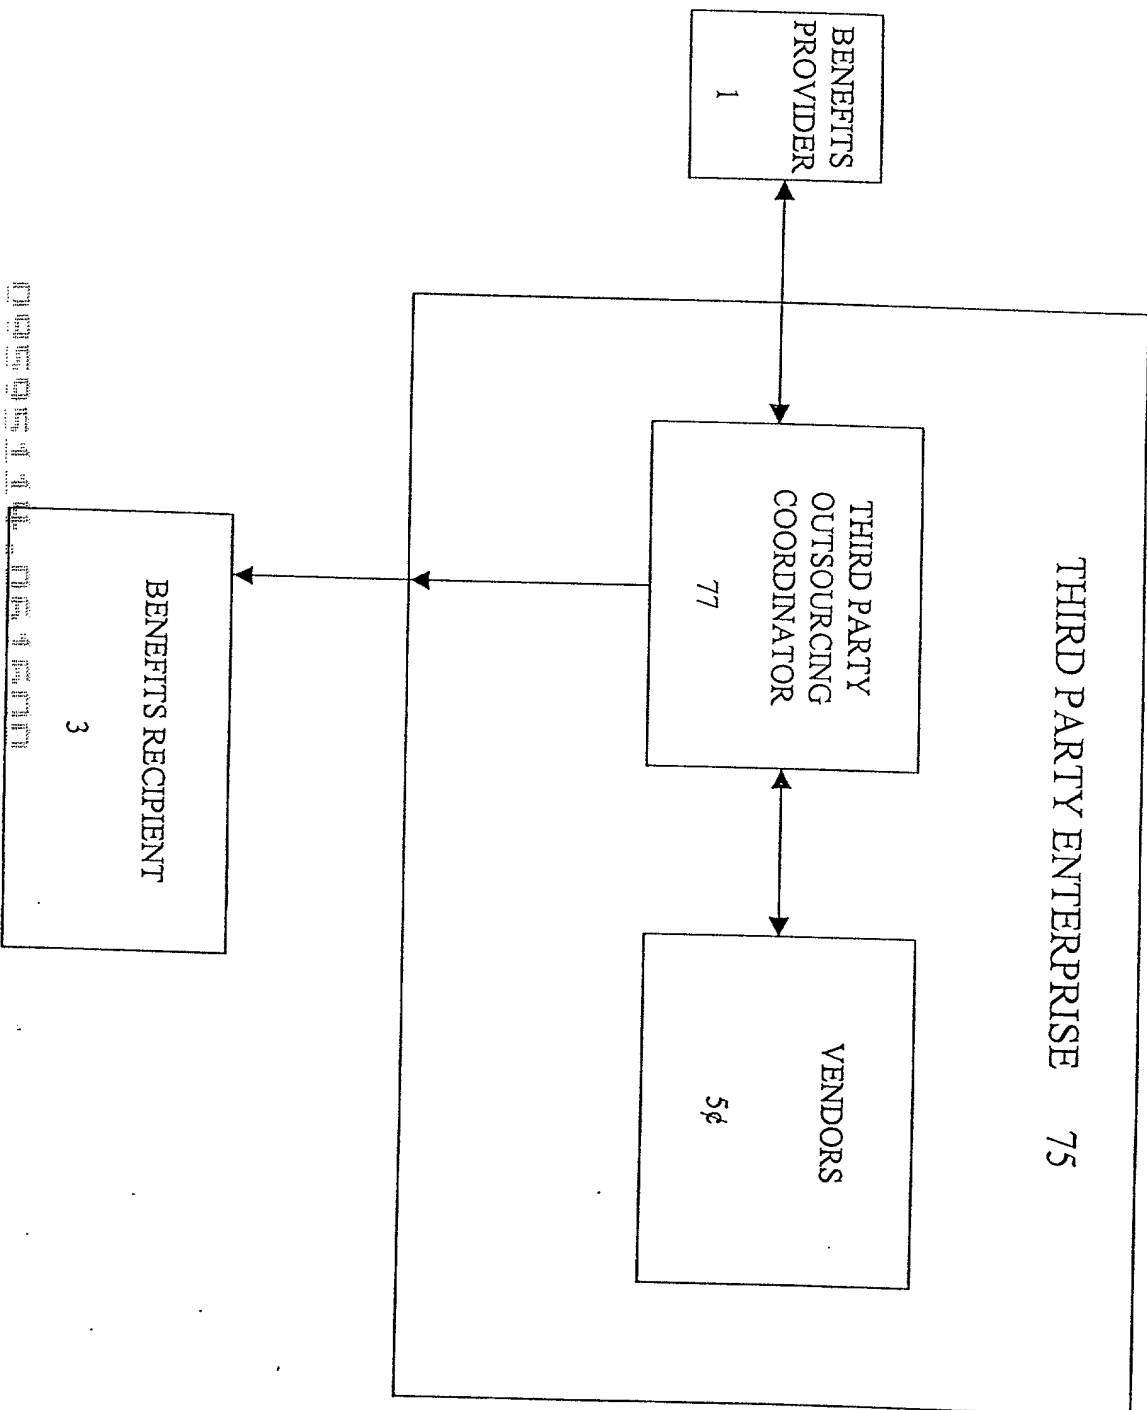 THIRD PARTY ENTERPRISE 75
BENEFITS
PROVIDER
1
THIRD PARTY
OUTSOURCING
COORDINATOR
77
VENDORS
BENEFITS RECIPIENT
3